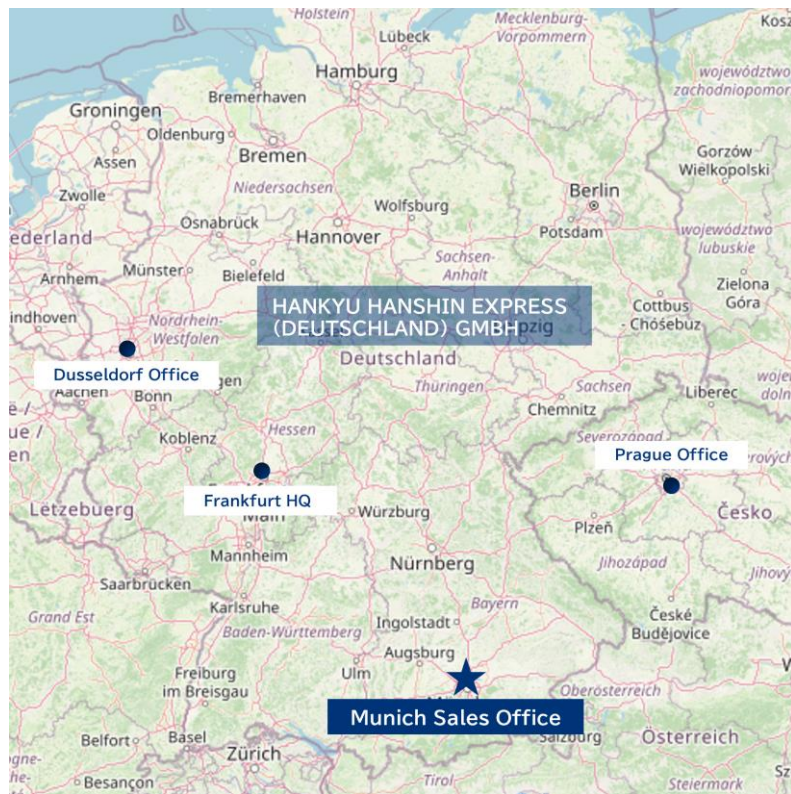 Holstein
Mecklenburg-
Vorpommern
Lübeck
Hamburg
województwo
Bremerhaven
Groningen
Oldenburg
Assen
Bremen
Gorzów
Wielkopolski
Zwolle
Niedersachsen
Berlin
Wolfsburg
Osnabrück
Hannover
Potsdam
województwo
lubuskie
Sachsen-
Anhalt
Arnhem
Münster
Bielefeld
Zielona
Góra
HANKYU HANSHIN EXPRESS
(DEUTSCHLAND) GMBH
Cottbus
- Chóśebuz
Nordrhein-
Westfalen
Deutschland
Dusseldorf Office
Aachen
Bonn
Thüringen
Sachsen
Liberec
Chemnitz
Koblenz
Hessen
Severozápad
Prague Office
Frankfurt HQ
Main
Lëtzebuerg
Würzburg
Česko
Plzeň
Mannheim
Nürnberg
Jihozápad
Saarbrücken
Karlsruhe
Bayern
Grand Est
Baden-Württemberg
Ingolstadt
České
Budějovice
Augsburg
Ulm
Freiburg
im Breisgau
Oberösterreich
Munich Sales Office
Salzburg
Belfort
Basel
Zürich
Österreich
Besançon
Tirol
Steiermark